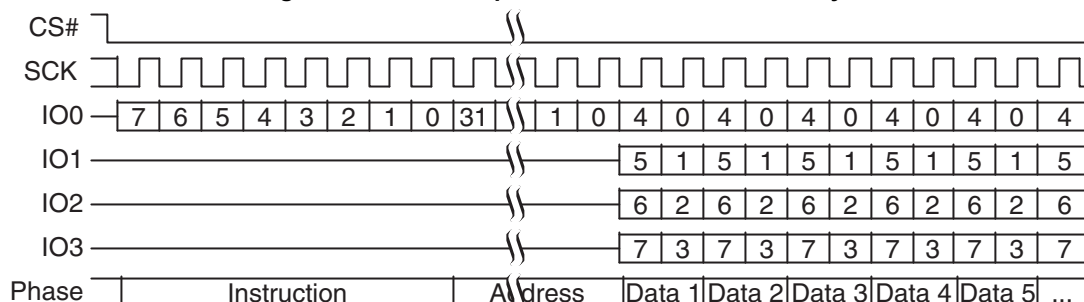 CS#
SCK
IO0 7 6 5 4 3 2 1 0 31 1 0 4 0 4 0 4 0 4 0 4 0 4
IO1 5 1 5 1 5 1 5 1 5 1 5
IO2 6 2 6 2 6 2 6 2 6 2 6
IO3 7 3 7 3 7 3 7 3 7 3 7
Phase Instruction Address Data 1 Data 2 Data 3 Data 4 Data 5 ...